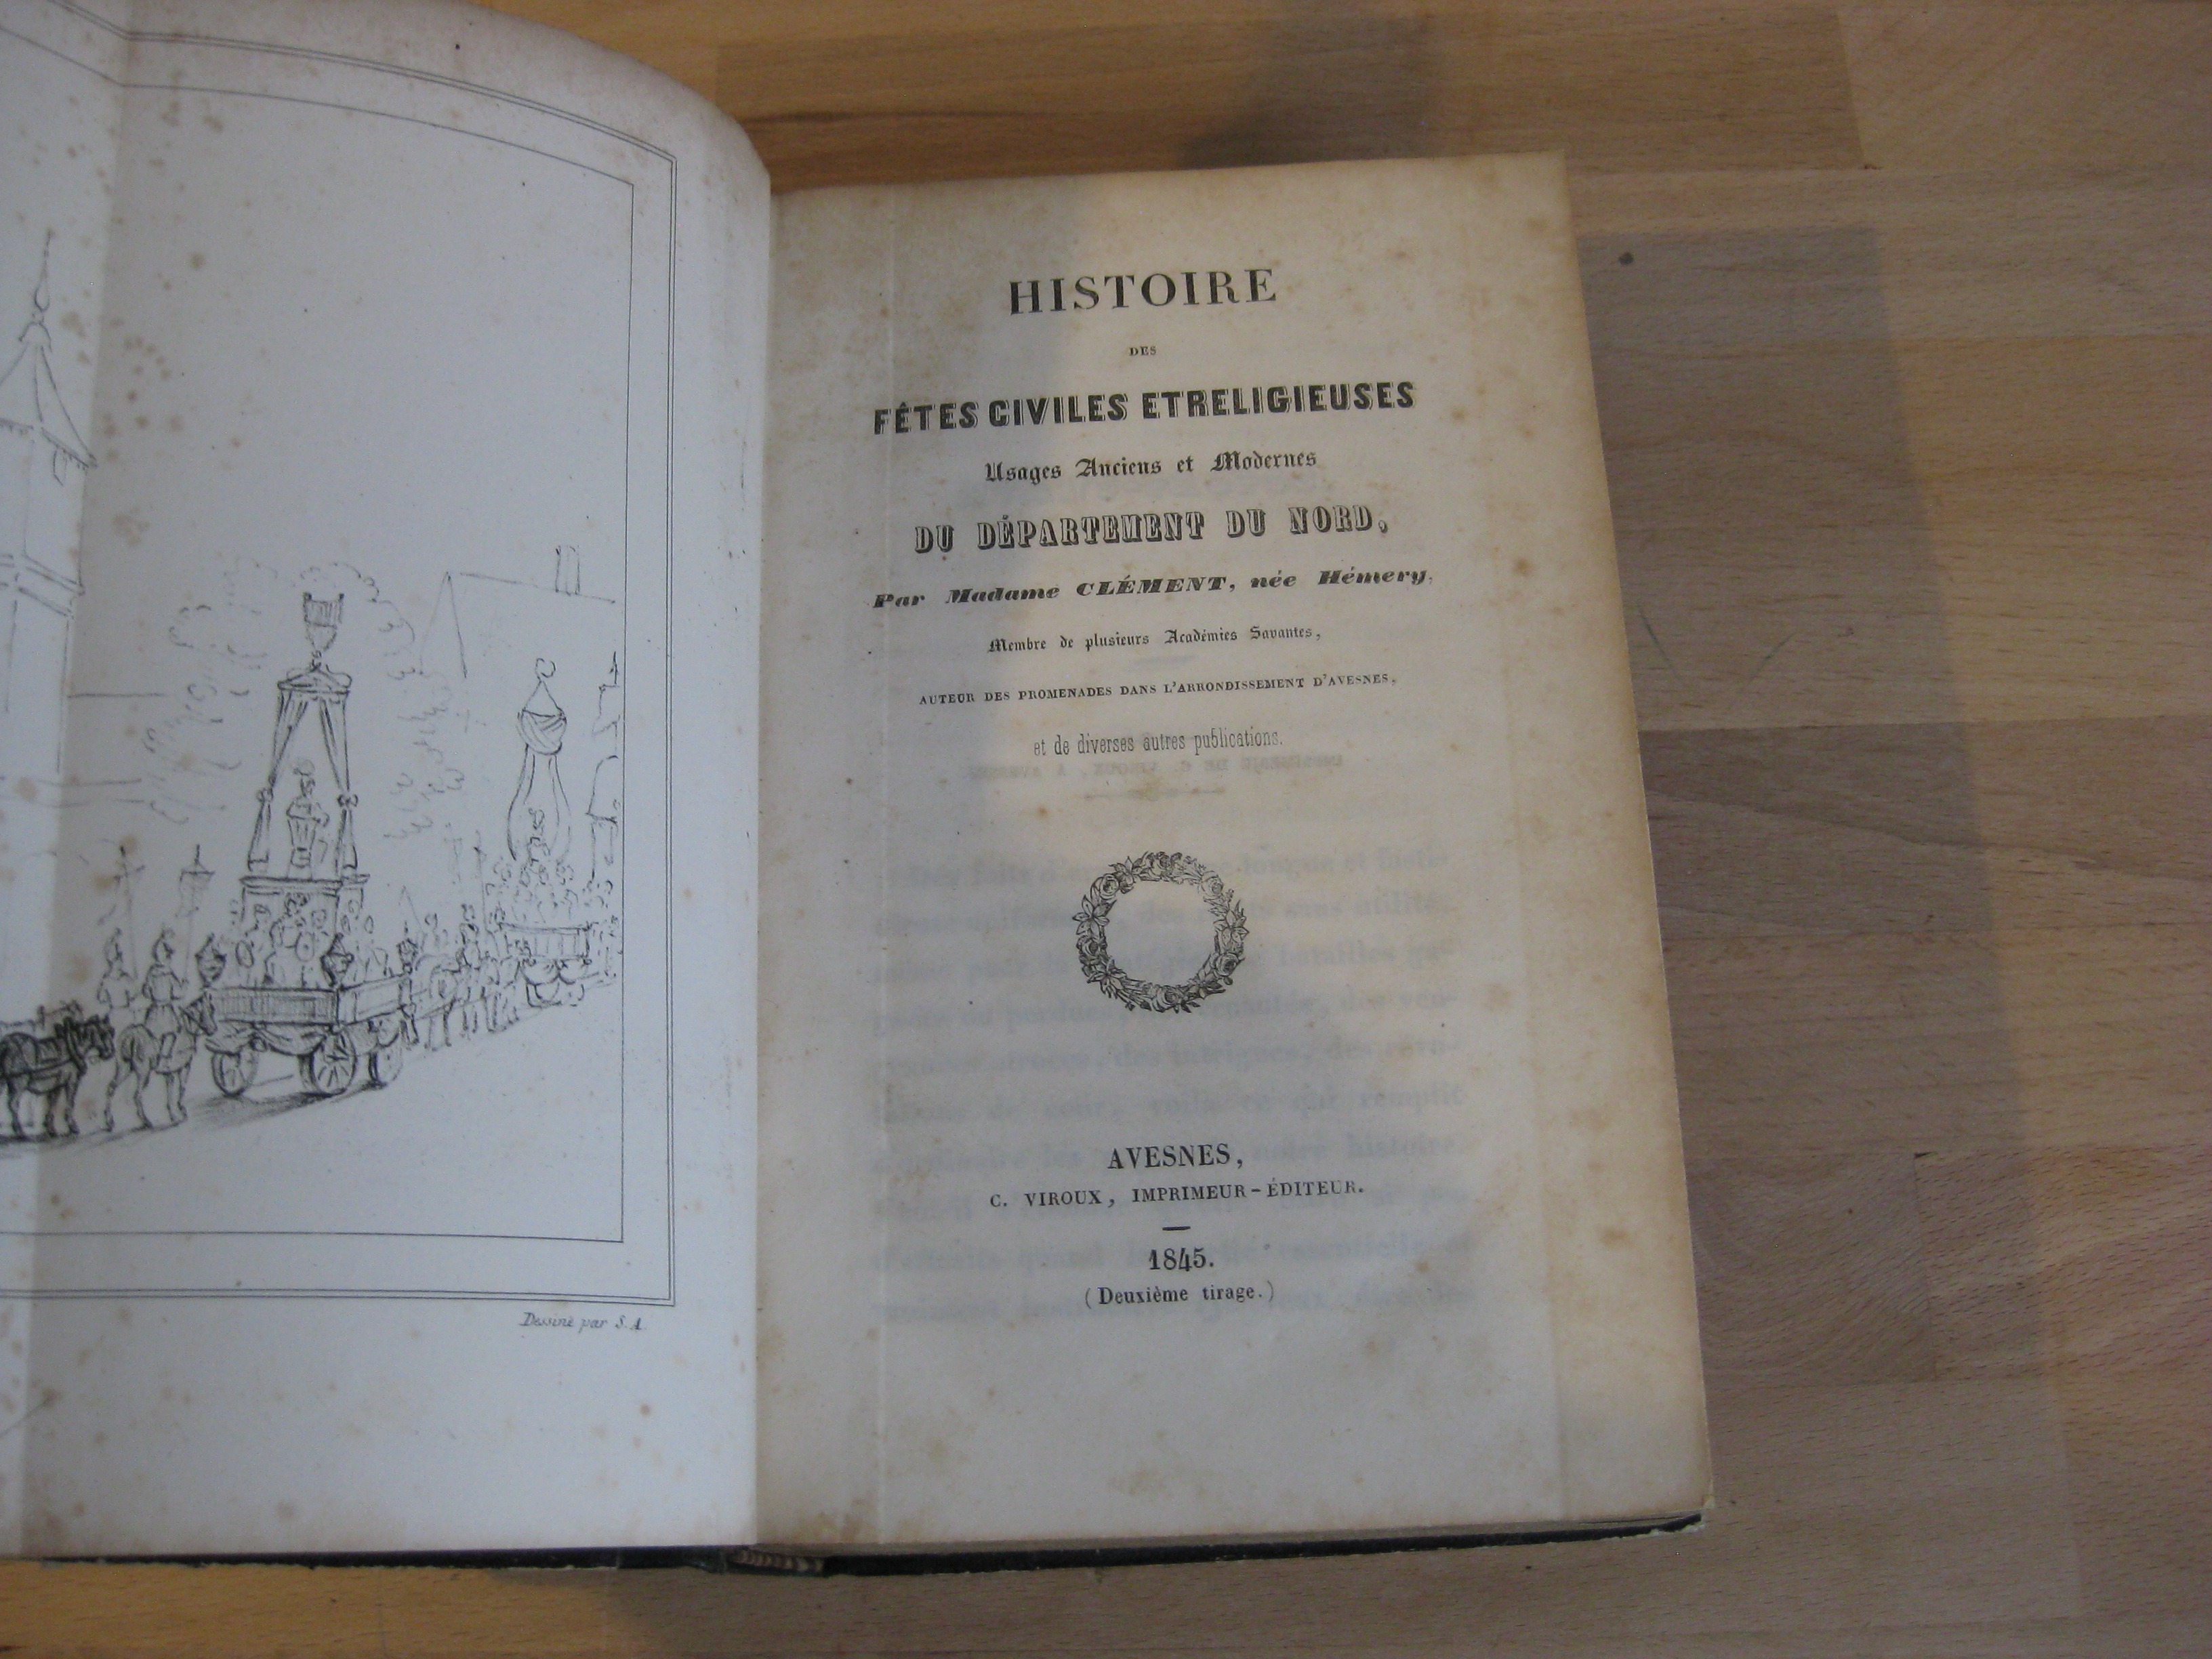 HISTOIRE
DES
FÊTES CIVILES ETRELIGIEUSES
Usages Anciens et Modernes
DU DÉPARTEMENT DU NORD,
Par Madame CLÉMENT, née Hémery,
Membre de plusieurs Académies Savantes,
AUTEUR DES PROMENADES DANS L'ARRONDISSEMENT D'AVESNES,
et de diverses autres publications.
AVESNES,
C. VIROUX, IMPRIMEUR-ÉDITEUR.
1845.
(Deuxième tirage.)
Dessiné par S. A